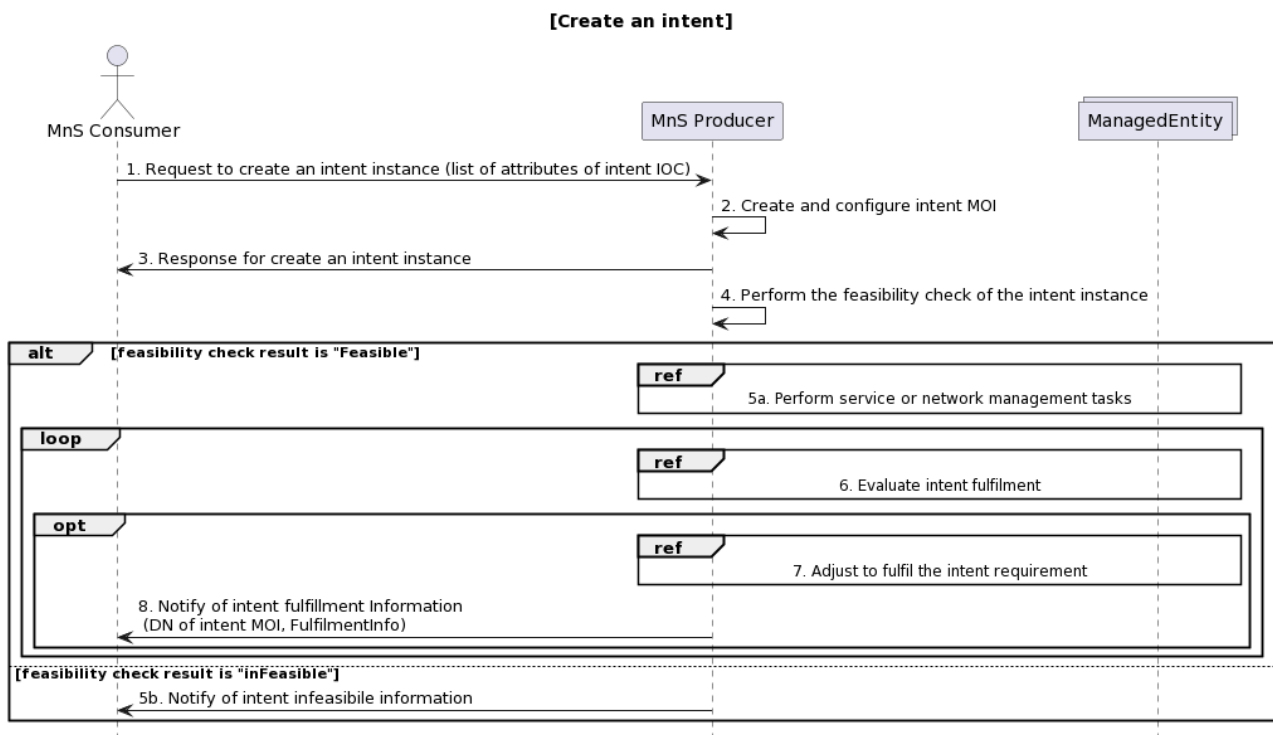 [Create an intent]
MnS Consumer
MnS Producer
ManagedEntity
1. Request to create an intent instance (list of attributes of intent IOC)
2. Create and configure intent MOI
3. Response for create an intent instance
4. Perform the feasibility check of the intent instance
alt [feasibility check result is "Feasible"]
ref
5a. Perform service or network management tasks
loop
ref
6. Evaluate intent fulfilment
opt
ref
7. Adjust to fulfil the intent requirement
8. Notify of intent fulfillment Information
(DN of intent MOI, FulfilmentInfo)
[feasibility check result is "inFeasible"]
5b. Notify of intent infeasibile information